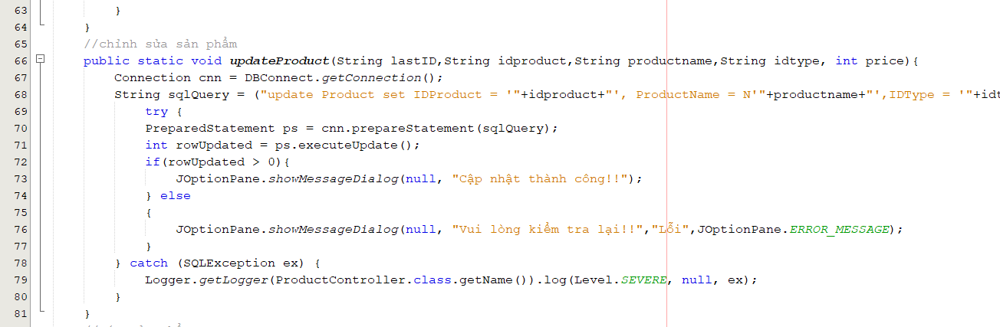 63 }
64 }
65 //chỉnh sửa sản phẩm
66 public static void updateProduct(String lastID,String idproduct,String productname,String idtype, int price){
67 Connection cnn = DBConnect.getConnection();
68 String sqlQuery = ("update Product set IDProduct = '"+idproduct+"', ProductName = N'"+productname+"',IDType = '"+idt
69 try {
70 PreparedStatement ps = cnn.prepareStatement(sqlQuery);
71 int rowUpdated = ps.executeUpdate();
72 if(rowUpdated > 0){
73 JOptionPane.showMessageDialog(null, "Cập nhật thành công!!");
74 } else
75 {
76 JOptionPane.showMessageDialog(null, "Vui lòng kiểm tra lại!!","Lỗi",JOptionPane.ERROR_MESSAGE);
77 }
78 } catch (SQLException ex) {
79 Logger.getLogger(ProductController.class.getName()).log(Level.SEVERE, null, ex);
80 }
81 }